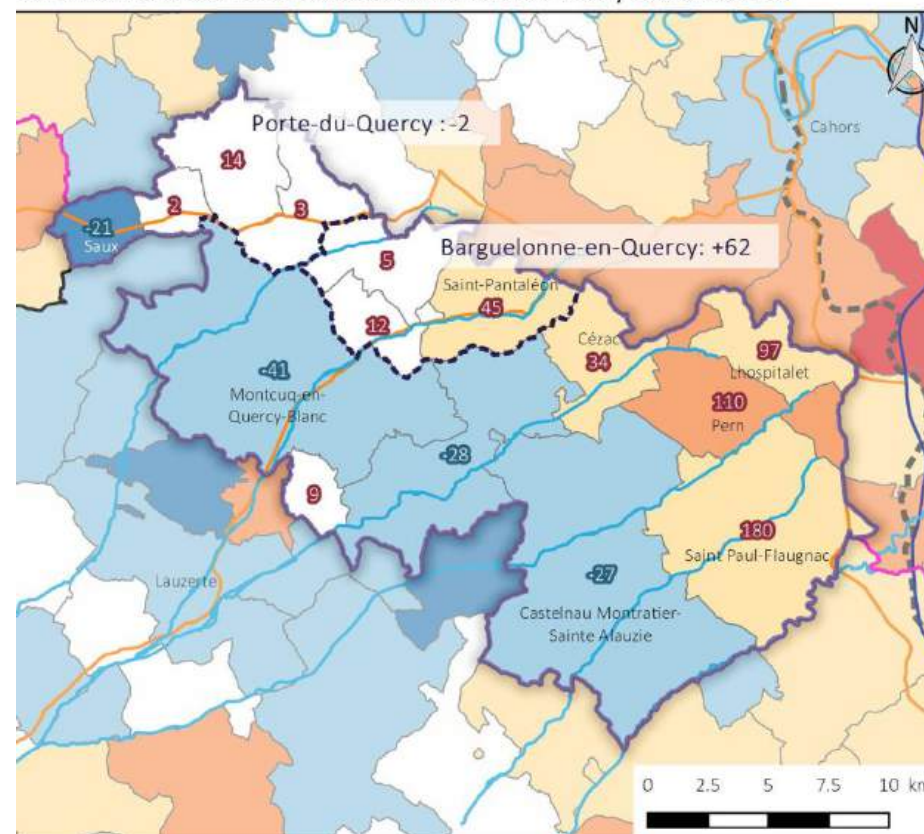 N
Porte-du-Quercy : -2
Cahors
14
2
3
-21
Saux
5
Barguelonne-en-Quercy: +62
Saint-Pantaléon
45
12
Cézac
34
97
Lhospitalet
-41
Montcuq-en-
Quercy-Blanc
110
Pern
-28
9
180
Saint Paul-Flaugnac
Lauzerte
-27
Castelnau Montratier-
Sainte Alauzie
0 2.5 5 7.5 10 km